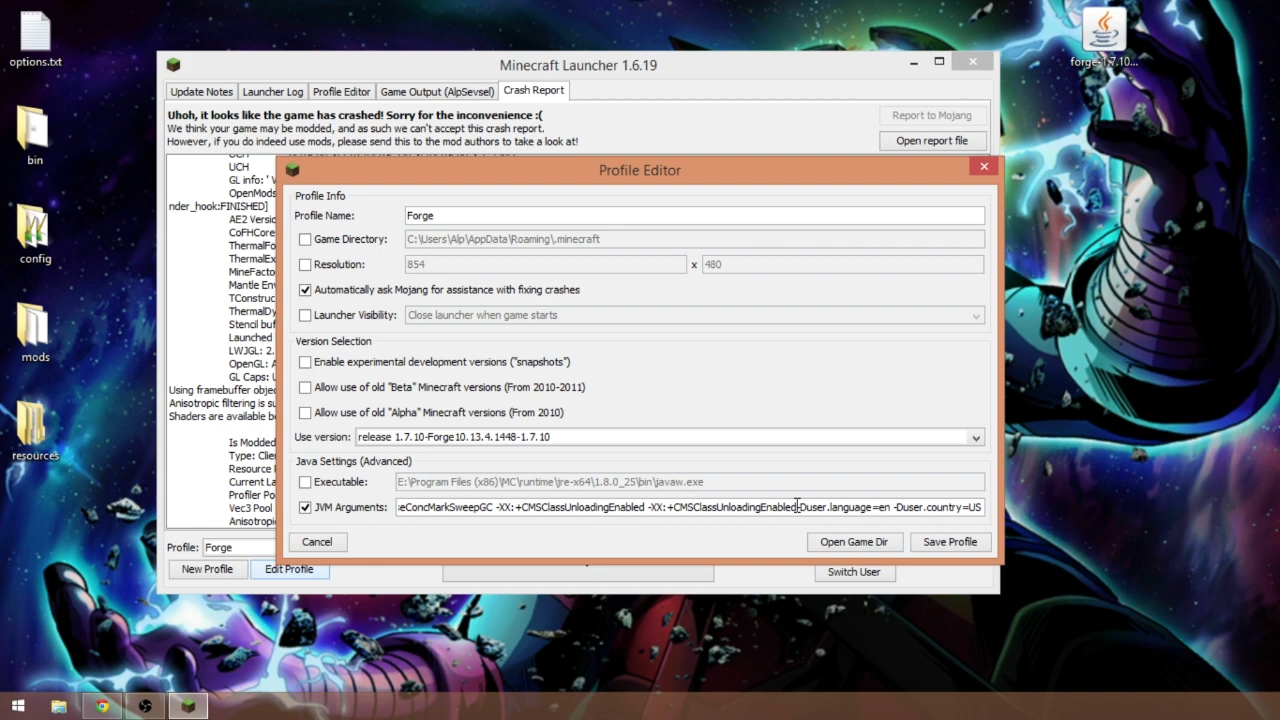 options.txt
bin
config
mods
resources
forge-1.7.10...
Minecraft Launcher 1.6.19
Update Notes
Launcher Log
Profile Editor
Game Output (AlpSevsel)
Crash Report
Uhoh, it looks like the game has crashed! Sorry for the inconvenience :(
We think your game may be modded, and as such we can't accept this crash report.
However, if you do indeed use mods, please send this to the mod authors to take a look at!
Report to Mojang
Open report file
UCH
GL info: ' V
OpenMods
nder_hook:FINISHED]
AE2 Versio
CoFHCore
ThermalFo
ThermalEx
MineFacto
Mantle Env
TConstruc
ThermalDy
Stencil buf
Launched
LWJGL: 2.
OpenGL: A
GL Caps: U
Using framebuffer objec
Anisotropic filtering is su
Shaders are available be
Is Modded
Type: Clie
Resource
Current La
Profiler Po
Vec3 Pool
Anisotropi
Profile: Forge
New Profile
Edit Profile
Switch User
Profile Editor
Profile Info
Profile Name: Forge
Game Directory: C:\Users\Alp\AppData\Roaming\.minecraft
Resolution: 854 x 480
Automatically ask Mojang for assistance with fixing crashes
Launcher Visibility: Close launcher when game starts
Version Selection
Enable experimental development versions ("snapshots")
Allow use of old "Beta" Minecraft versions (From 2010-2011)
Allow use of old "Alpha" Minecraft versions (From 2010)
Use version: release 1.7.10-Forge10.13.4.1448-1.7.10
Java Settings (Advanced)
Executable: E:\Program Files (x86)\MC\runtime\jre-x64\1.8.0_25\bin\javaw.exe
JVM Arguments: eConcMarkSweepGC -XX:+CMSClassUnloadingEnabled -XX:+CMSClassUnloadingEnabled-Duser.language=en -Duser.country=US
Cancel
Open Game Dir
Save Profile